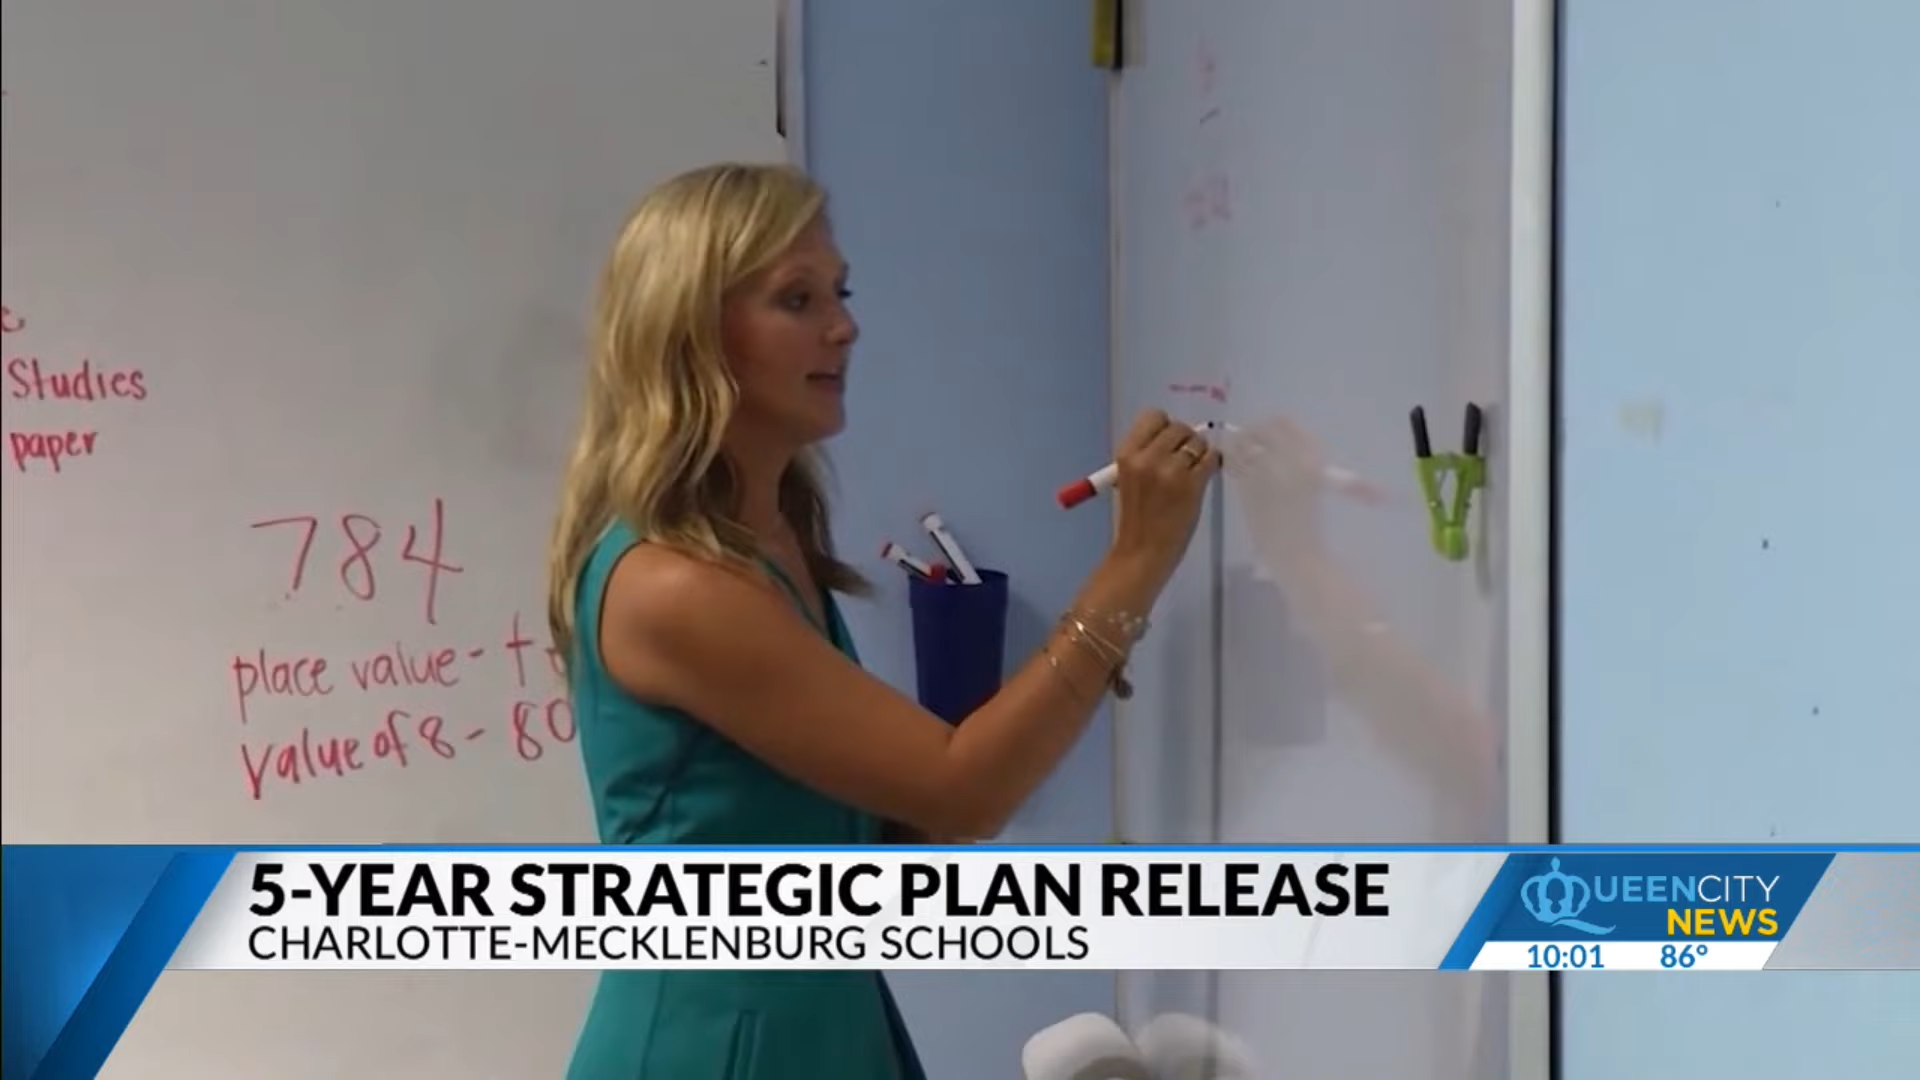 Studies
paper
784
place value - t
value of 8 - 80
5-YEAR STRATEGIC PLAN RELEASE
CHARLOTTE-MECKLENBURG SCHOOLS
QUEENCITY
NEWS
10:01 86°